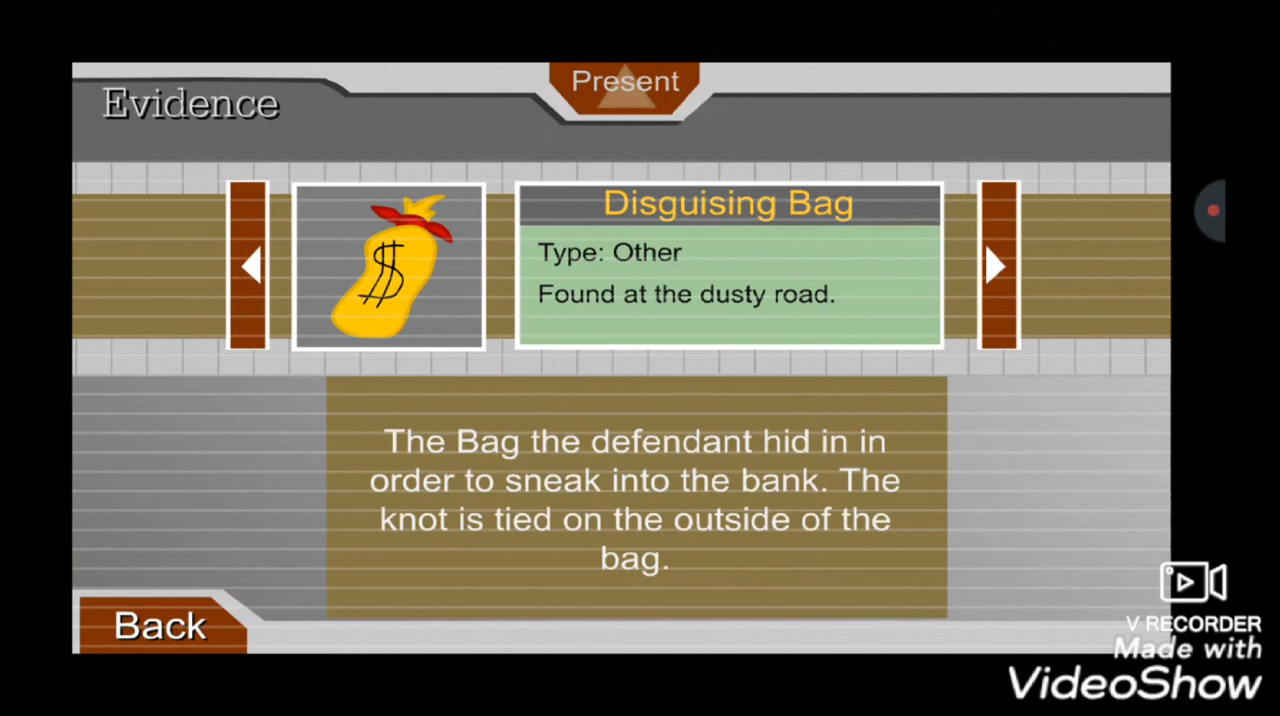 Present
Evidence
Disguising Bag
Type: Other
Found at the dusty road.
$
The Bag the defendant hid in in
order to sneak into the bank. The
knot is tied on the outside of the
bag.
Back
V RECORDER
Made with
VideoShow